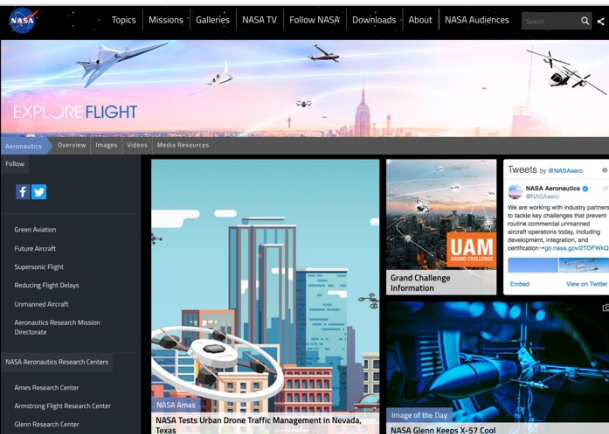 NASA
Topics
Missions
Galleries
NASA TV
Follow NASA
Downloads
About
NASA Audiences
Search
EXPLORE FLIGHT
Aeronautics
Overview
Images
Videos
Media Resources
Follow
Green Aviation
Future Aircraft
Supersonic Flight
Reducing Flight Delays
Unmanned Aircraft
Aeronautics Research Mission
Directorate
NASA Aeronautics Research Centers
Ames Research Center
Armstrong Flight Research Center
Glenn Research Center
NASA Ames
NASA Tests Urban Drone Traffic Management in Nevada,
Texas
UAM
GRAND CHALLENGE
Grand Challenge
Information
Tweets by @NASAaero
NASA Aeronautics
@NASAaero
We are working with industry partners
to tackle key challenges that prevent
routine commercial unmanned
aircraft operations today, including
development, integration, and
certification→go.nasa.gov/2TOFWkQ
Embed
View on Twitter
Image of the Day
NASA Glenn Keeps X-57 Cool